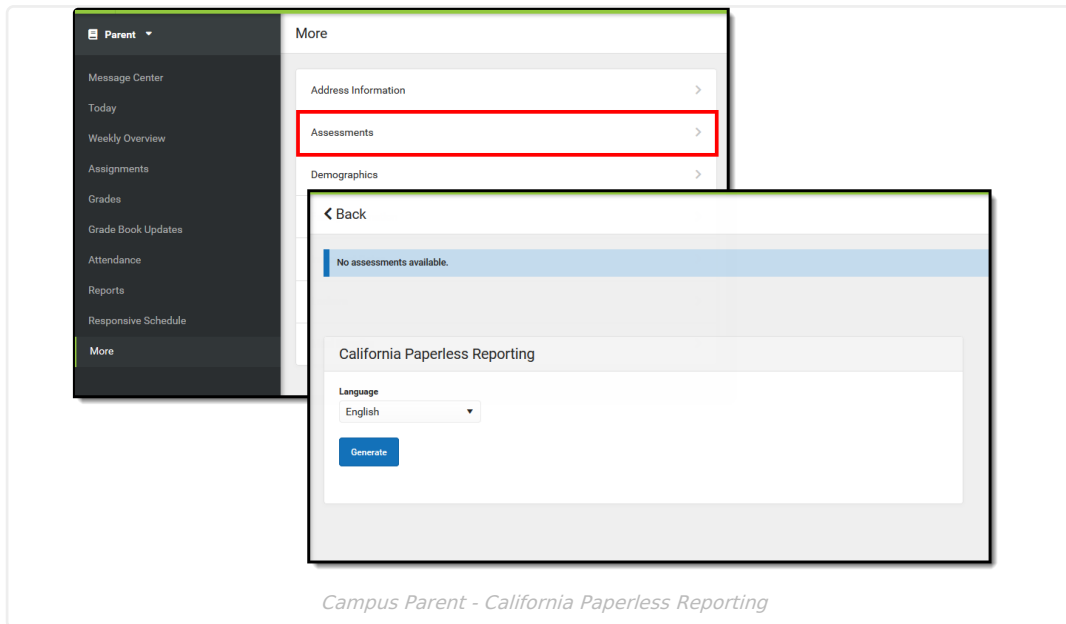 Parent
Message Center
Today
Weekly Overview
Assignments
Grades
Grade Book Updates
Attendance
Reports
Responsive Schedule
More
More
Address Information
Assessments
Demographics
Back
No assessments available.
California Paperless Reporting
Language
English
Generate
Campus Parent - California Paperless Reporting